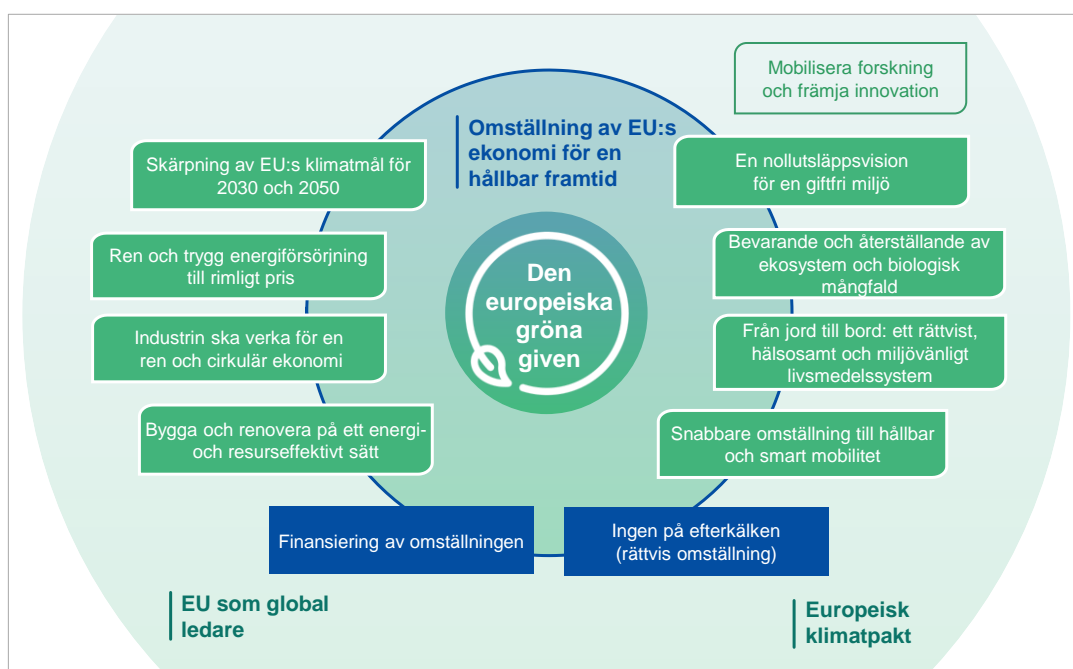 Mobilisera forskning
och främja innovation
Omställning av EU:s
ekonomi för en
hållbar framtid
Skärpning av EU:s klimatmål för
2030 och 2050
En nollutsläppsvision
för en giftfri miljö
Ren och trygg energiförsörjning
till rimligt pris
Bevarande och återställande av
ekosystem och biologisk
mångfald
Den
europeiska
gröna
given
Industrin ska verka för en
ren och cirkulär ekonomi
Från jord till bord: ett rättvist,
hälsosamt och miljövänligt
livsmedelssystem
Bygga och renovera på ett energi-
och resurseffektivt sätt
Snabbare omställning till hållbar
och smart mobilitet
Finansiering av omställningen
Ingen på efterkälken
(rättvis omställning)
EU som global
ledare
Europeisk
klimatpakt